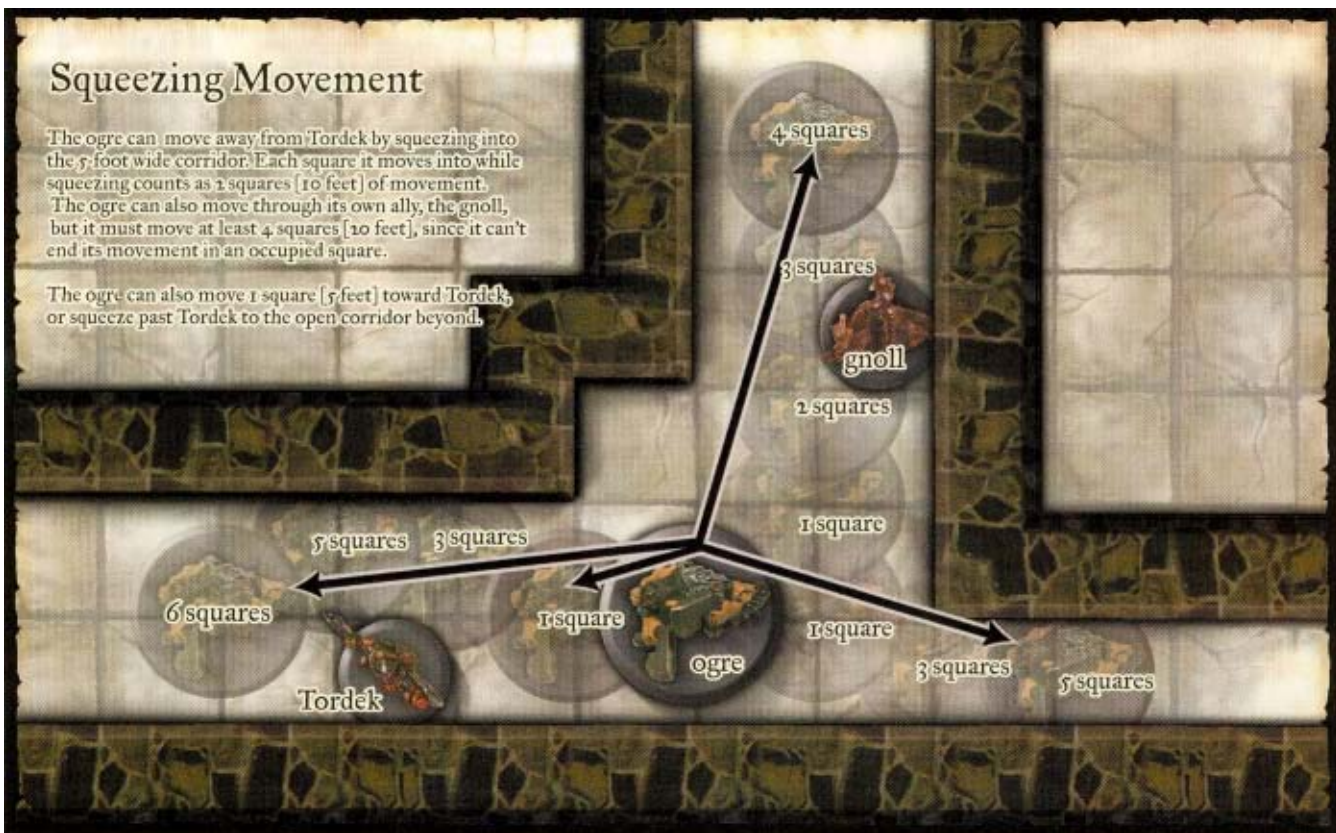 Squeezing Movement
The ogre can move away from Tordek by squeezing into
the 5-foot wide corridor. Each square it moves into while
squeezing counts as 2 squares [10 feet] of movement.
The ogre can also move through its own ally, the gnoll,
but it must move at least 4 squares [20 feet], since it can't
end its movement in an occupied square.
The ogre can also move 1 square [5 feet] toward Tordek,
or squeeze past Tordek to the open corridor beyond.
4 squares
3 squares
gnoll
2 squares
1 square
5 squares
3 squares
6 squares
1 square
ogre
1 square
3 squares
5 squares
Tordek